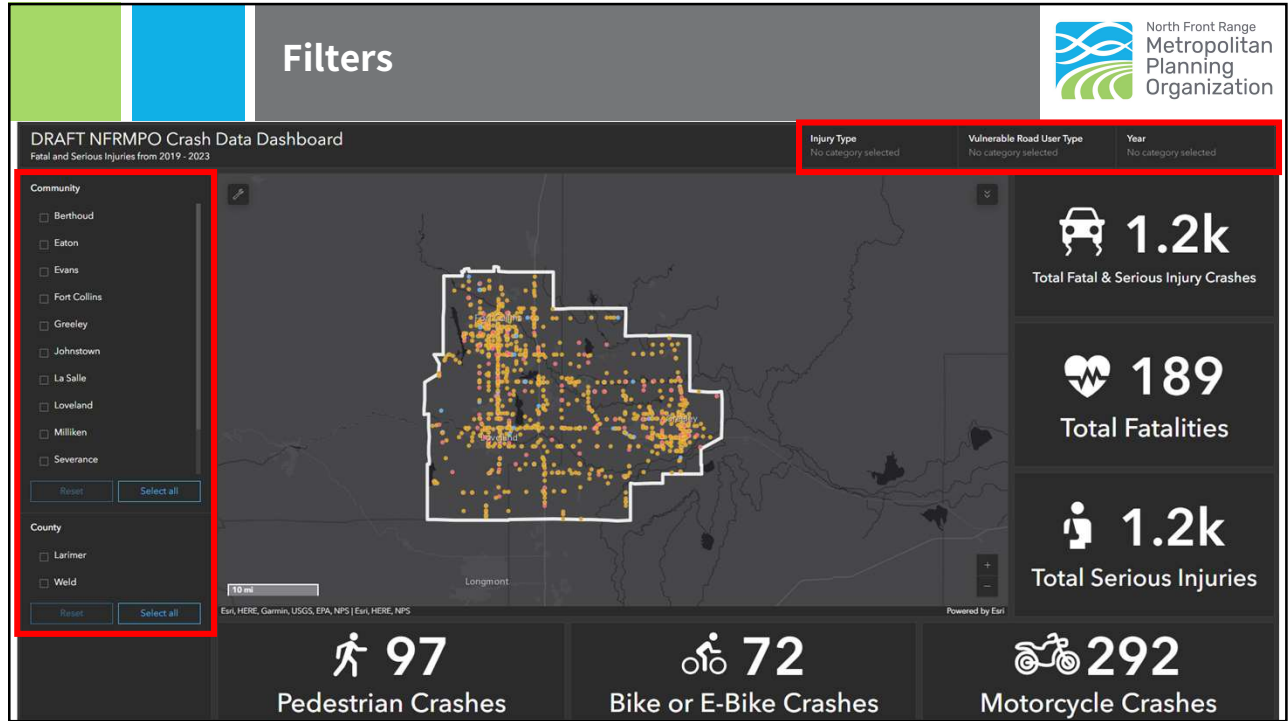 Filters
North Front Range
Metropolitan
Planning
Organization
DRAFT NFRMPO Crash Data Dashboard
Fatal and Serious Injuries from 2019 - 2023
Injury Type
No category selected
Vulnerable Road User Type
No category selected
Year
No category selected
Community
Berthoud
Eaton
Evans
Fort Collins
Greeley
Johnstown
La Salle
Loveland
Milliken
Severance
Reset
Select all
County
Larimer
Weld
Reset
Select all
Fort Collins
Greeley
Loveland
Longmont
10 mi
Esri, HERE, Garmin, USGS, EPA, NPS | Esri, HERE, NPS
Powered by Esri
1.2k
Total Fatal & Serious Injury Crashes
189
Total Fatalities
1.2k
Total Serious Injuries
97
Pedestrian Crashes
72
Bike or E-Bike Crashes
292
Motorcycle Crashes